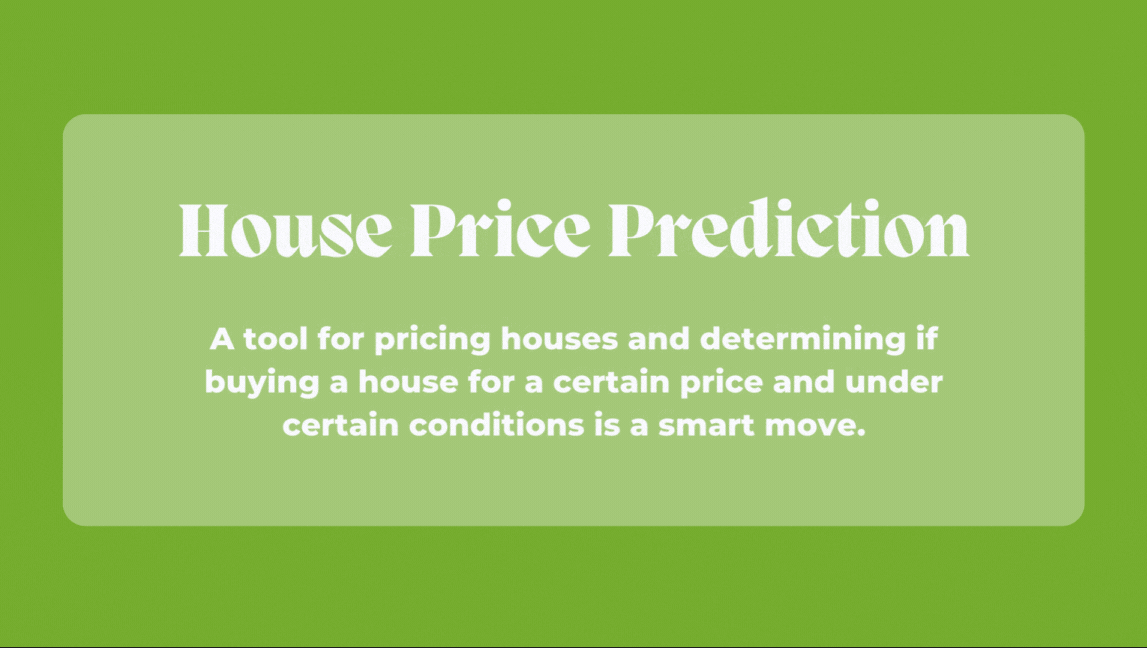 House Price Prediction
A tool for pricing houses and determining if
buying a house for a certain price and under
certain conditions is a smart move.